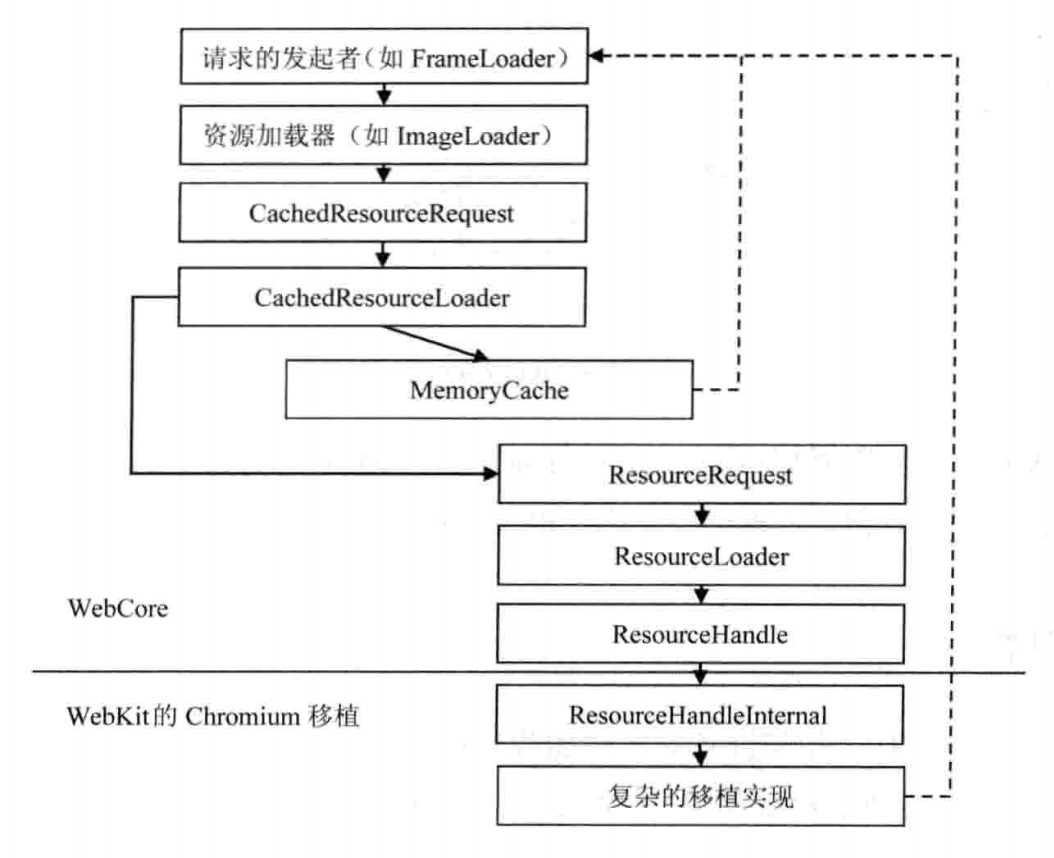 请求的发起者（如 FrameLoader）
资源加载器（如 ImageLoader）
CachedResourceRequest
CachedResourceLoader
MemoryCache
ResourceRequest
ResourceLoader
WebCore
ResourceHandle
WebKit的 Chromium 移植
ResourceHandleInternal
复杂的移植实现